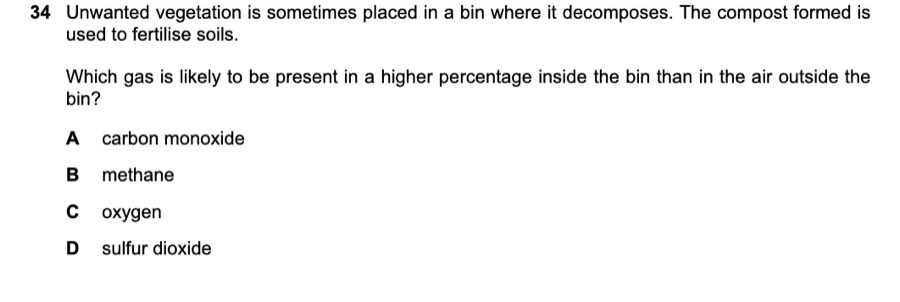 34 Unwanted vegetation is sometimes placed in a bin where it decomposes. The compost formed is
used to fertilise soils.
Which gas is likely to be present in a higher percentage inside the bin than in the air outside the
bin?
A carbon monoxide
B methane
C oxygen
D sulfur dioxide